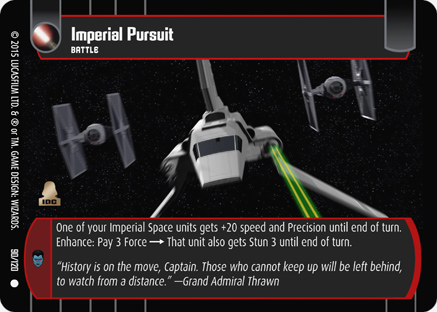 Imperial Pursuit
BATTLE
© 2015 LUCASFILM LTD. & ® or TM. GAME DESIGN: WIZARDS.
IDC
One of your Imperial Space units gets +20 speed and Precision until end of turn.
Enhance: Pay 3 Force → That unit also gets Stun 3 until end of turn.
“History is on the move, Captain. Those who cannot keep up will be left behind,
to watch from a distance.” —Grand Admiral Thrawn